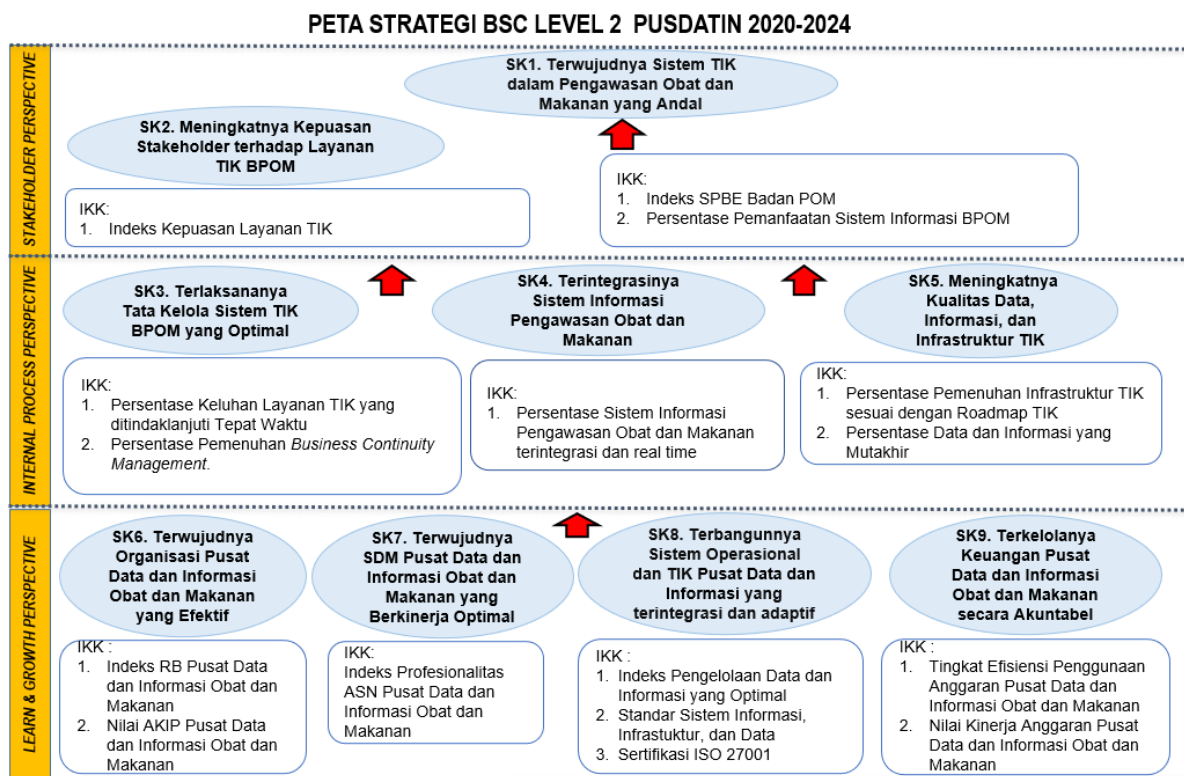 PETA STRATEGI BSC LEVEL 2 PUSDATIN 2020-2024
STAKEHOLDER PERSPECTIVE
SK1. Terwujudnya Sistem TIK
dalam Pengawasan Obat dan
Makanan yang Andal
SK2. Meningkatnya Kepuasan
Stakeholder terhadap Layanan
TIK BPOM
IKK:
1. Indeks Kepuasan Layanan TIK
IKK:
1. Indeks SPBE Badan POM
2. Persentase Pemanfaatan Sistem Informasi BPOM
INTERNAL PROCESS PERSPECTIVE
SK3. Terlaksananya
Tata Kelola Sistem TIK
BPOM yang Optimal
IKK:
1. Persentase Keluhan Layanan TIK yang
ditindaklanjuti Tepat Waktu
2. Persentase Pemenuhan Business Continuity
Management.
SK4. Terintegrasinya
Sistem Informasi
Pengawasan Obat dan
Makanan
IKK:
1. Persentase Sistem Informasi
Pengawasan Obat dan Makanan
terintegrasi dan real time
SK5. Meningkatnya
Kualitas Data,
Informasi, dan
Infrastruktur TIK
IKK:
1. Persentase Pemenuhan Infrastruktur TIK
sesuai dengan Roadmap TIK
2. Persentase Data dan Informasi yang
Mutakhir
LEARN & GROWTH PERSPECTIVE
SK6. Terwujudnya
Organisasi Pusat
Data dan Informasi
Obat dan Makanan
yang Efektif
IKK :
1. Indeks RB Pusat Data
dan Informasi Obat dan
Makanan
2. Nilai AKIP Pusat Data
dan Informasi Obat dan
Makanan
SK7. Terwujudnya
SDM Pusat Data dan
Informasi Obat dan
Makanan yang
Berkinerja Optimal
IKK:
Indeks Profesionalitas
ASN Pusat Data dan
Informasi Obat dan
Makanan
SK8. Terbangunnya
Sistem Operasional
dan TIK Pusat Data dan
Informasi yang
terintegrasi dan adaptif
IKK :
1. Indeks Pengelolaan Data dan
Informasi yang Optimal
2. Standar Sistem Informasi,
Infrastuktur, dan Data
3. Sertifikasi ISO 27001
SK9. Terkelolanya
Keuangan Pusat
Data dan Informasi
Obat dan Makanan
secara Akuntabel
IKK :
1. Tingkat Efisiensi Penggunaan
Anggaran Pusat Data dan
Informasi Obat dan Makanan
2. Nilai Kinerja Anggaran Pusat
Data dan Informasi Obat dan
Makanan